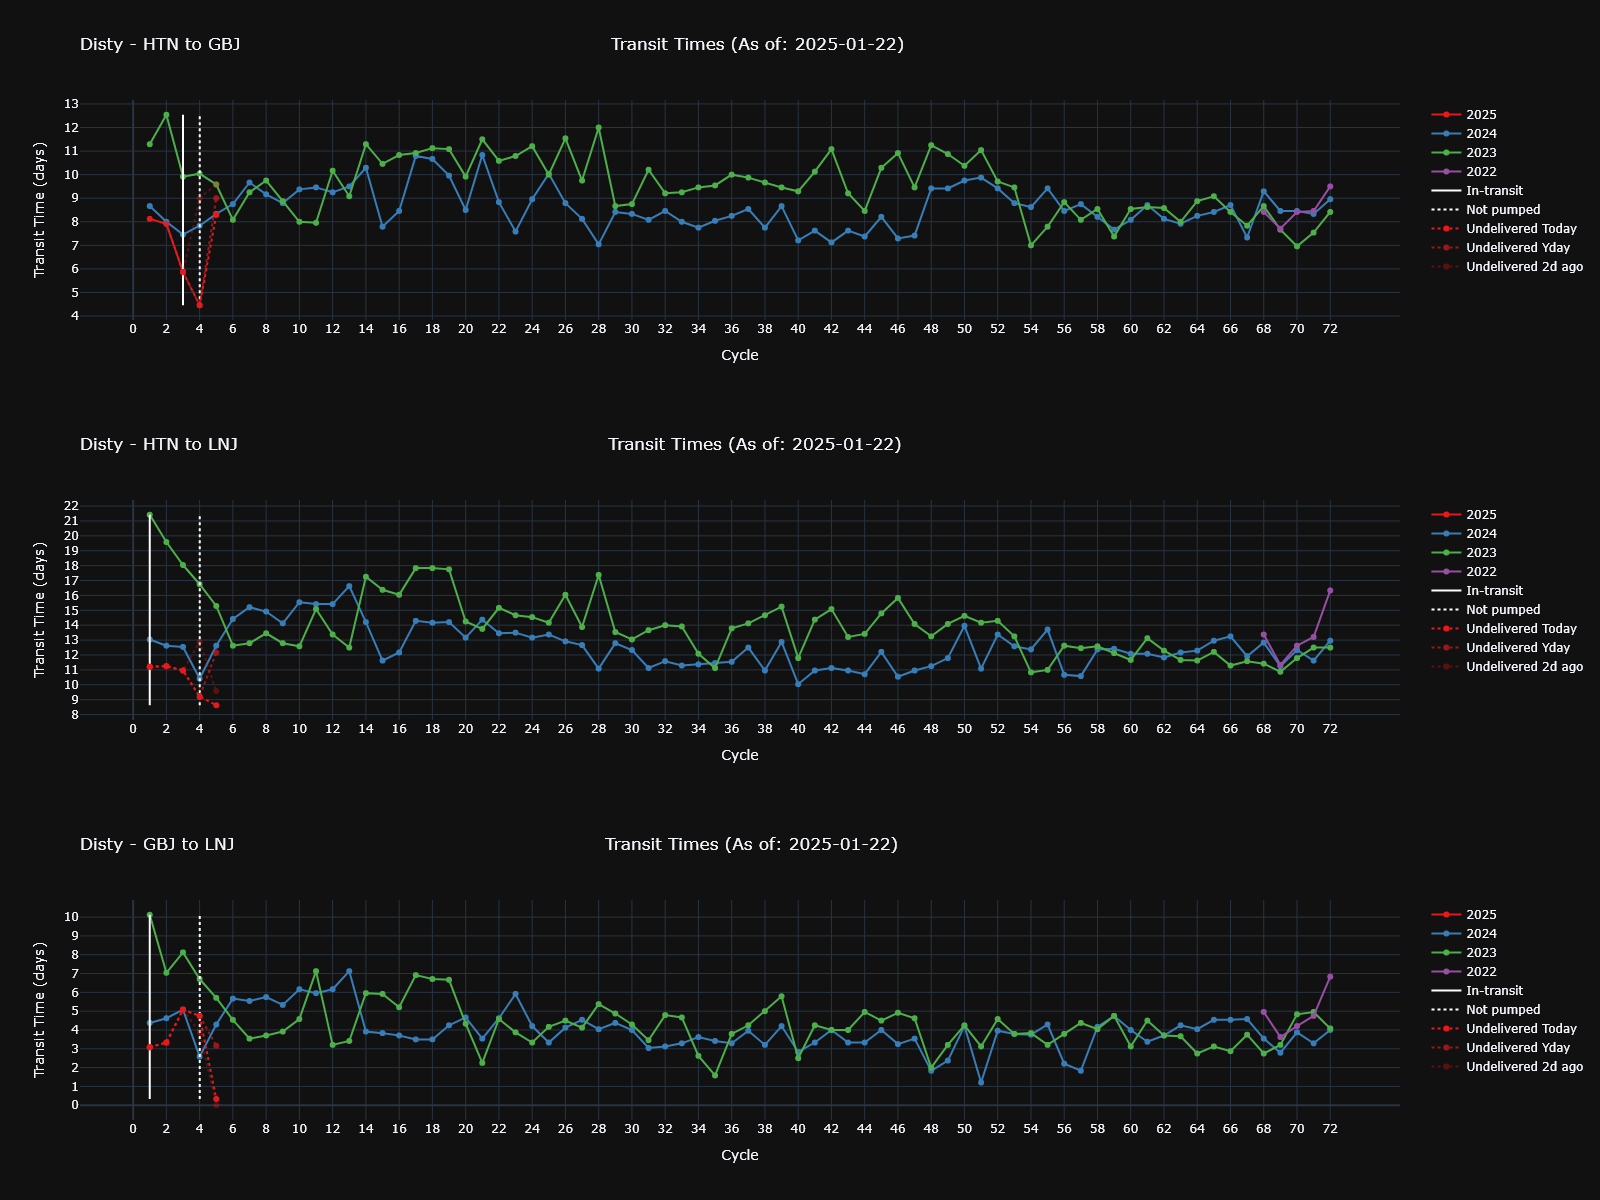 Disty - HTN to GBJ
Transit Times (As of: 2025-01-22)
Transit Time (days)
13
12
11
10
9
8
7
6
5
4
0 2 4 6 8 10 12 14 16 18 20 22 24 26 28 30 32 34 36 38 40 42 44 46 48 50 52 54 56 58 60 62 64 66 68 70 72
Cycle
2025
2024
2023
2022
In-transit
Not pumped
Undelivered Today
Undelivered Yday
Undelivered 2d ago
Disty - HTN to LNJ
Transit Times (As of: 2025-01-22)
Transit Time (days)
22
21
20
19
18
17
16
15
14
13
12
11
10
9
8
0 2 4 6 8 10 12 14 16 18 20 22 24 26 28 30 32 34 36 38 40 42 44 46 48 50 52 54 56 58 60 62 64 66 68 70 72
Cycle
2025
2024
2023
2022
In-transit
Not pumped
Undelivered Today
Undelivered Yday
Undelivered 2d ago
Disty - GBJ to LNJ
Transit Times (As of: 2025-01-22)
Transit Time (days)
10
9
8
7
6
5
4
3
2
1
0
0 2 4 6 8 10 12 14 16 18 20 22 24 26 28 30 32 34 36 38 40 42 44 46 48 50 52 54 56 58 60 62 64 66 68 70 72
Cycle
2025
2024
2023
2022
In-transit
Not pumped
Undelivered Today
Undelivered Yday
Undelivered 2d ago